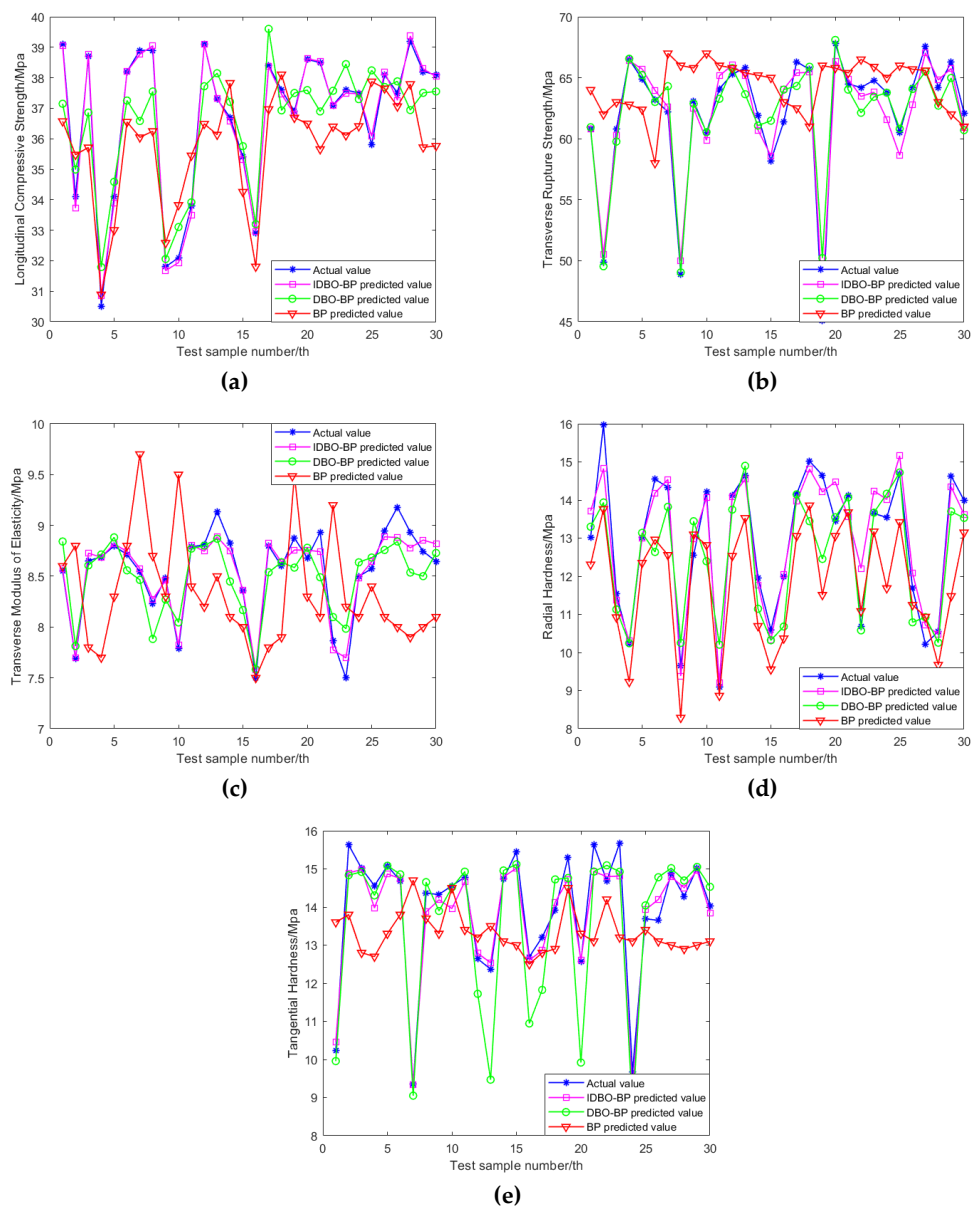 40
39
38
37
36
35
34
33
32
31
30
Longitudinal Compressive Strength/Mpa
Actual value
IDBO-BP predicted value
DBO-BP predicted value
BP predicted value
0 5 10 15 20 25 30
Test sample number/th
(a)
70
65
60
55
50
45
Transverse Rupture Strength/Mpa
Actual value
IDBO-BP predicted value
DBO-BP predicted value
BP predicted value
0 5 10 15 20 25 30
Test sample number/th
(b)
10
9.5
9
8.5
8
7.5
7
Transverse Modulus of Elasticity/Mpa
Actual value
IDBO-BP predicted value
DBO-BP predicted value
BP predicted value
0 5 10 15 20 25 30
Test sample number/th
(c)
16
15
14
13
12
11
10
9
8
Radial Hardness/Mpa
Actual value
IDBO-BP predicted value
DBO-BP predicted value
BP predicted value
0 5 10 15 20 25 30
Test sample number/th
(d)
16
15
14
13
12
11
10
9
8
Tangential Hardness/Mpa
Actual value
IDBO-BP predicted value
DBO-BP predicted value
BP predicted value
0 5 10 15 20 25 30
Test sample number/th
(e)